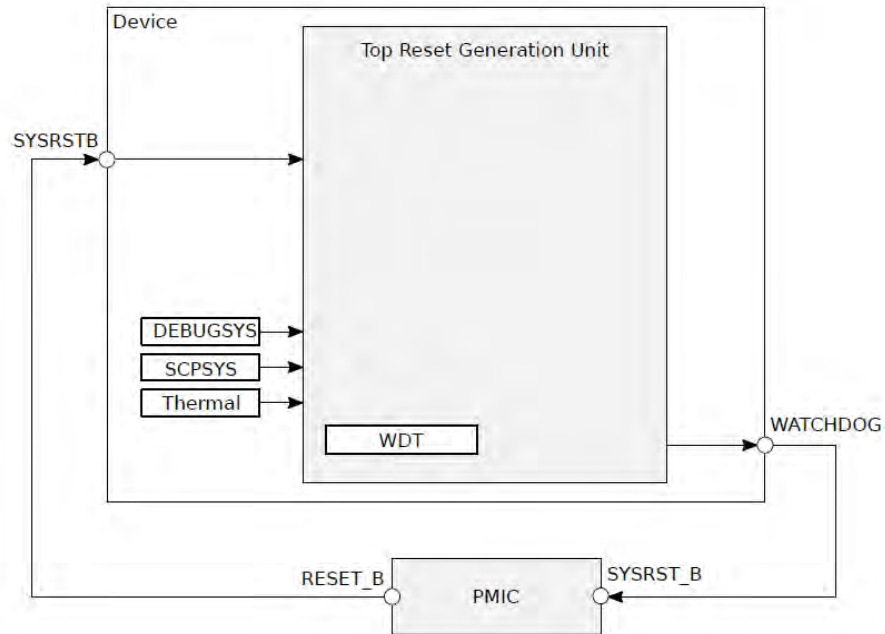 Device
Top Reset Generation Unit
SYSRSTB
DEBUGSYS
SCPSYS
Thermal
WDT
WATCHDOG
RESET_B
SYSRST_B
PMIC